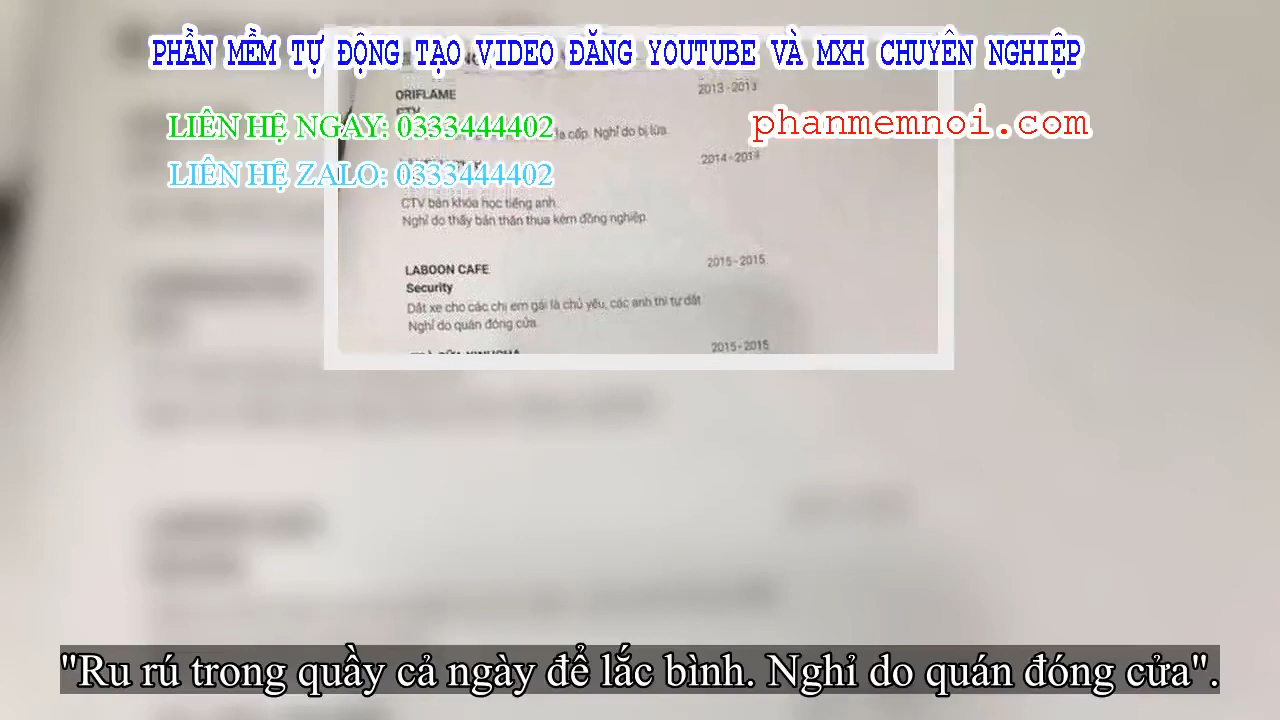 PHẦN MỀM TỰ ĐỘNG TẠO VIDEO ĐĂNG YOUTUBE VÀ MXH CHUYÊN NGHIỆP
ORIFLAME
2013 - 2013
CTV
LIÊN HỆ NGAY: 0333444402
phanmemnoi.com
đa cấp. Nghỉ do bị lừa.
2014 - 2014
LIÊN HỆ ZALO: 0333444402
CTV bán khóa học tiếng anh.
Nghỉ do thấy bản thân thua kém đồng nghiệp.
LABOON CAFE
2015 - 2015
Security
Dắt xe cho các chị em gái là chủ yếu, các anh thì tự dắt
Nghỉ do quán đóng cửa.
2015 - 2015
"Ru rú trong quầy cả ngày để lắc bình. Nghỉ do quán đóng cửa".